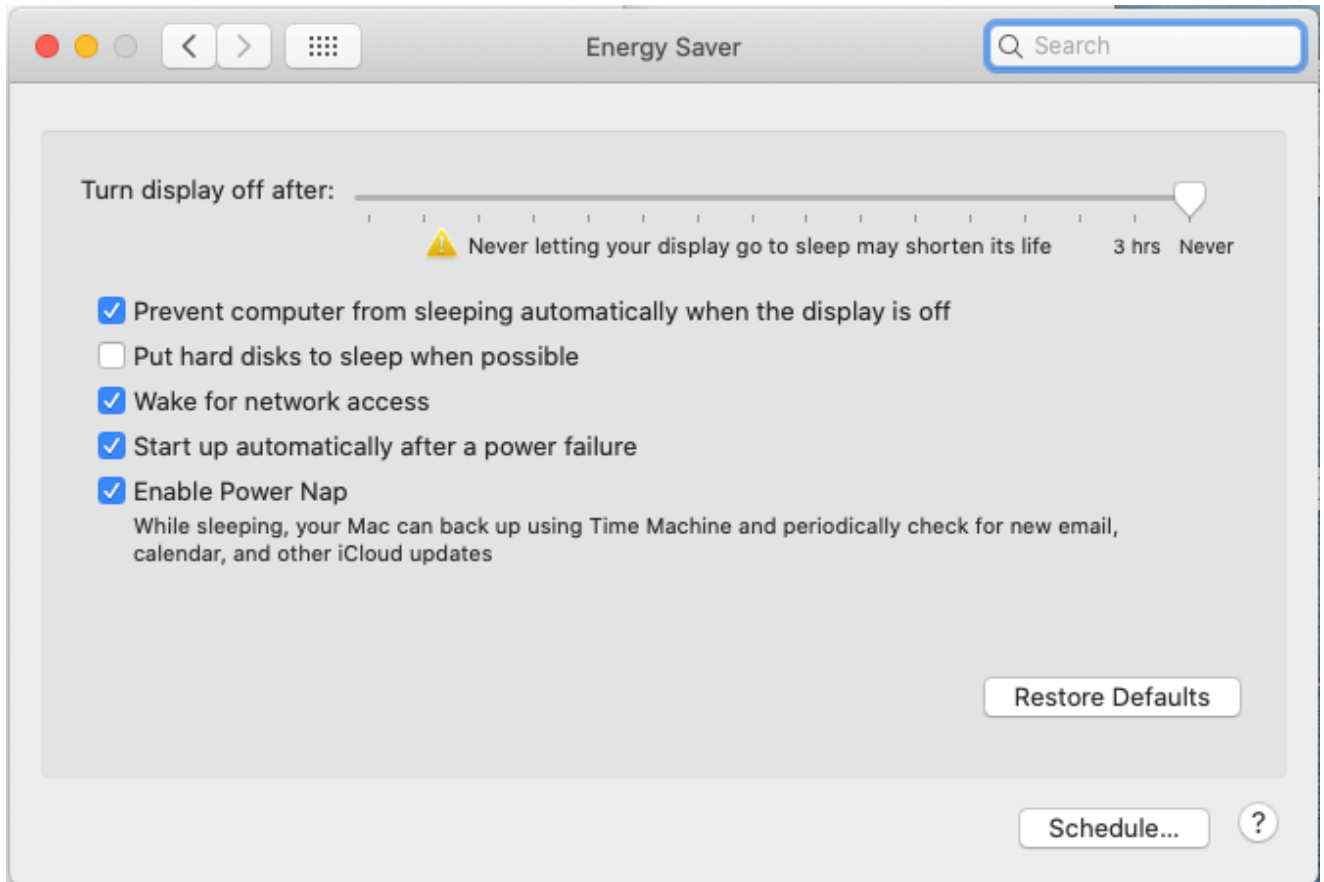 Energy Saver
Search
Turn display off after:
Never letting your display go to sleep may shorten its life
3 hrs Never
Prevent computer from sleeping automatically when the display is off
Put hard disks to sleep when possible
Wake for network access
Start up automatically after a power failure
Enable Power Nap
While sleeping, your Mac can back up using Time Machine and periodically check for new email,
calendar, and other iCloud updates
Restore Defaults
Schedule...
?